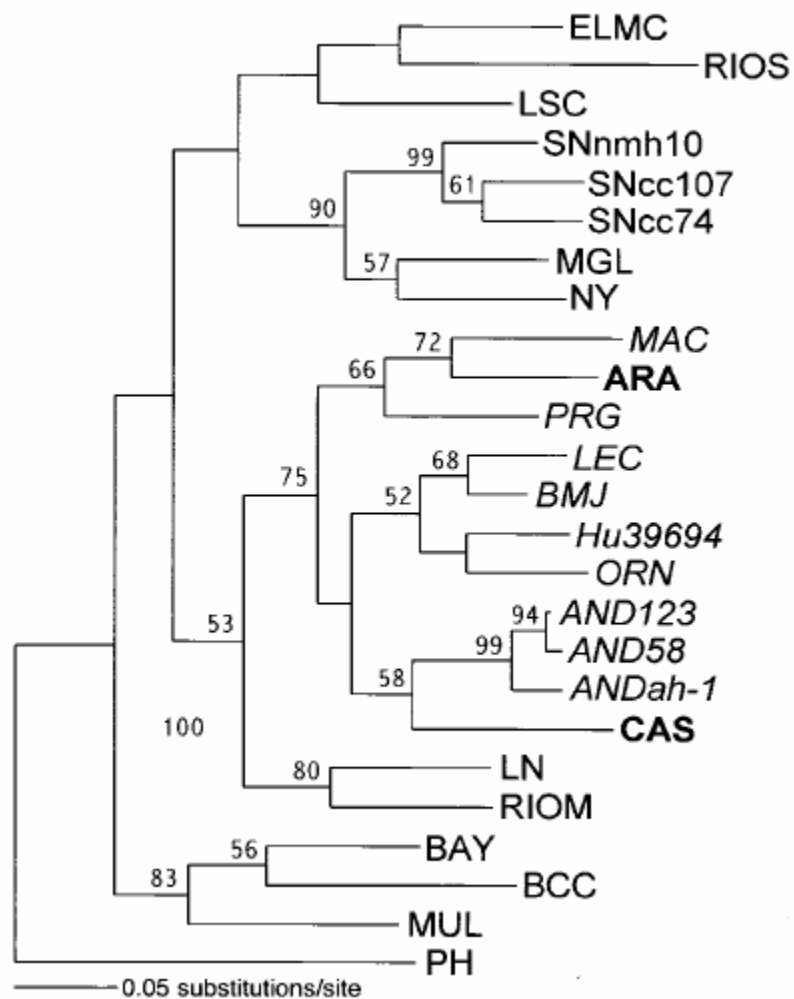 ELMC
RIOS
LSC
SNnmh10
99
61
SNcc107
90
SNcc74
57
MGL
NY
72
MAC
66
ARA
PRG
68
LEC
75
52
BMJ
Hu39694
ORN
94
AND123
53
99
AND58
58
ANDah-1
100
CAS
80
LN
RIOM
56
BAY
83
BCC
MUL
PH
0.05 substitutions/site